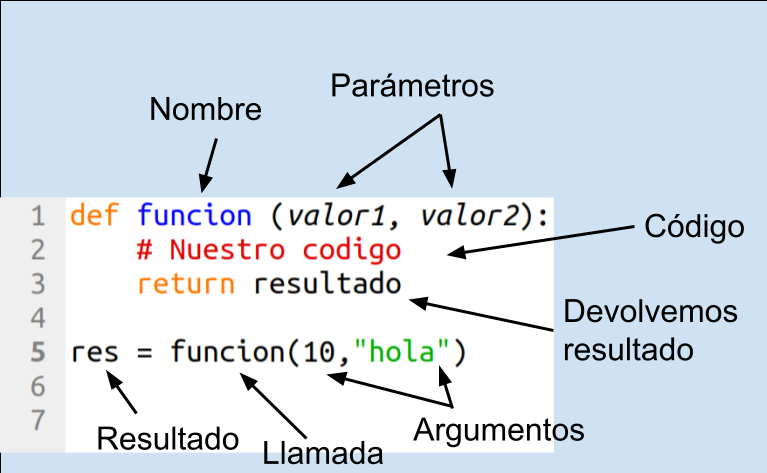 Parámetros
Nombre
1 def funcion (valor1, valor2):
2 # Nuestro codigo
3 return resultado
4
5 res = funcion(10,"hola")
6
7
Código
Devolvemos
resultado
Resultado
Llamada
Argumentos